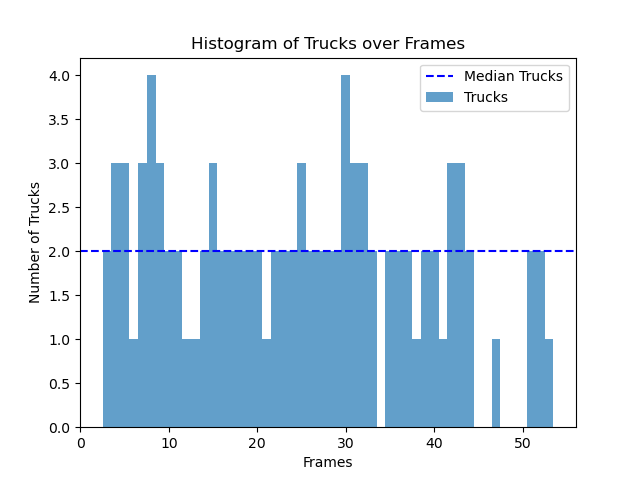 Histogram of Trucks over Frames
Number of Trucks
4.0
3.5
3.0
2.5
2.0
1.5
1.0
0.5
0.0
Median Trucks
Trucks
0 10 20 30 40 50
Frames